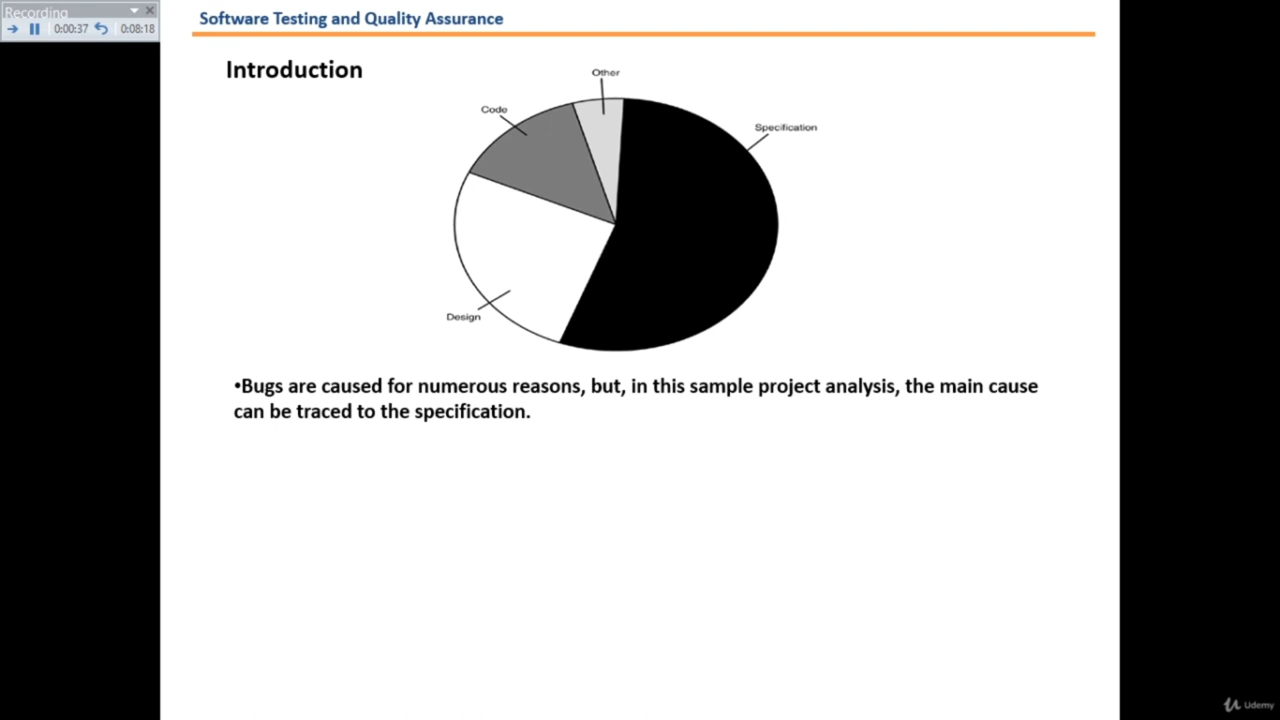 Recording
0:00:37 0:08:18
Software Testing and Quality Assurance
Introduction
Other
Code
Specification
Design
•Bugs are caused for numerous reasons, but, in this sample project analysis, the main cause
can be traced to the specification.
Udemy